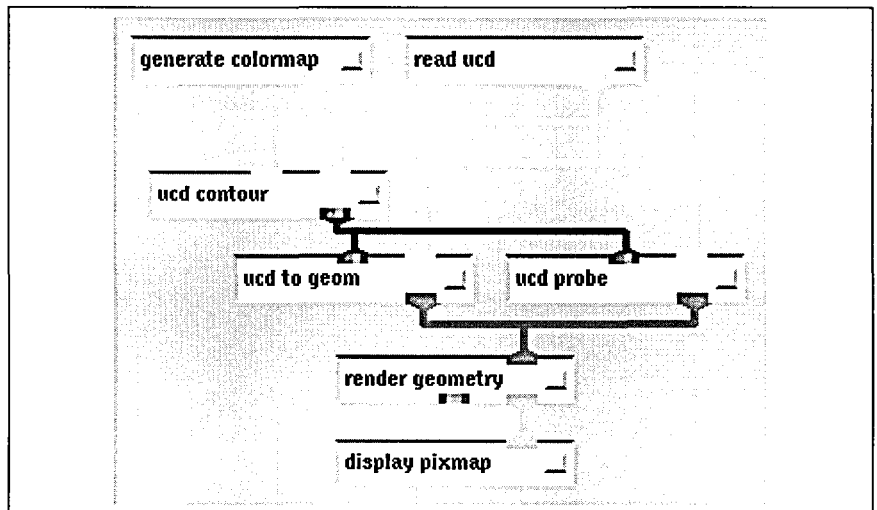 generate colormap
read ucd
ucd contour
ucd to geom
ucd probe
render geometry
display pixmap